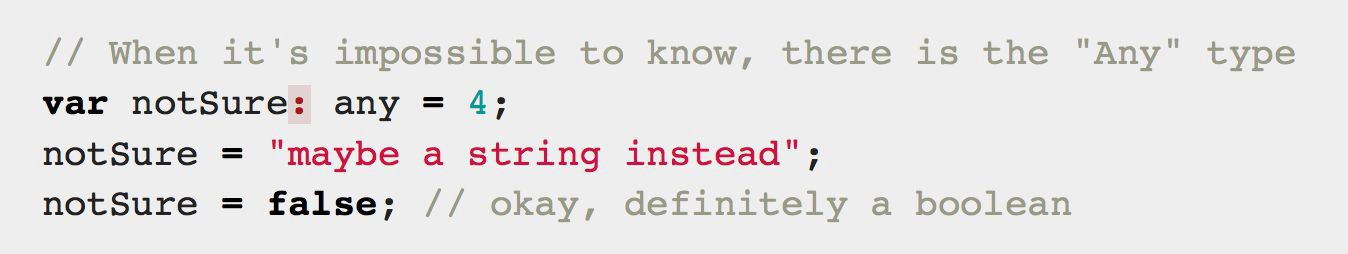 // When it's impossible to know, there is the "Any" type
var notSure: any = 4;
notSure = "maybe a string instead";
notSure = false; // okay, definitely a boolean